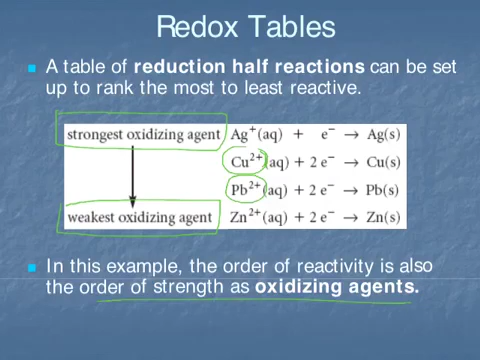 Redox Tables
A table of reduction half reactions can be set
up to rank the most to least reactive.
strongest oxidizing agent Ag⁺(aq) + e⁻ → Ag(s)
Cu²⁺(aq) + 2 e⁻ → Cu(s)
Pb²⁺(aq) + 2 e⁻ → Pb(s)
weakest oxidizing agent Zn²⁺(aq) + 2 e⁻ → Zn(s)
In this example, the order of reactivity is also
the order of strength as oxidizing agents.